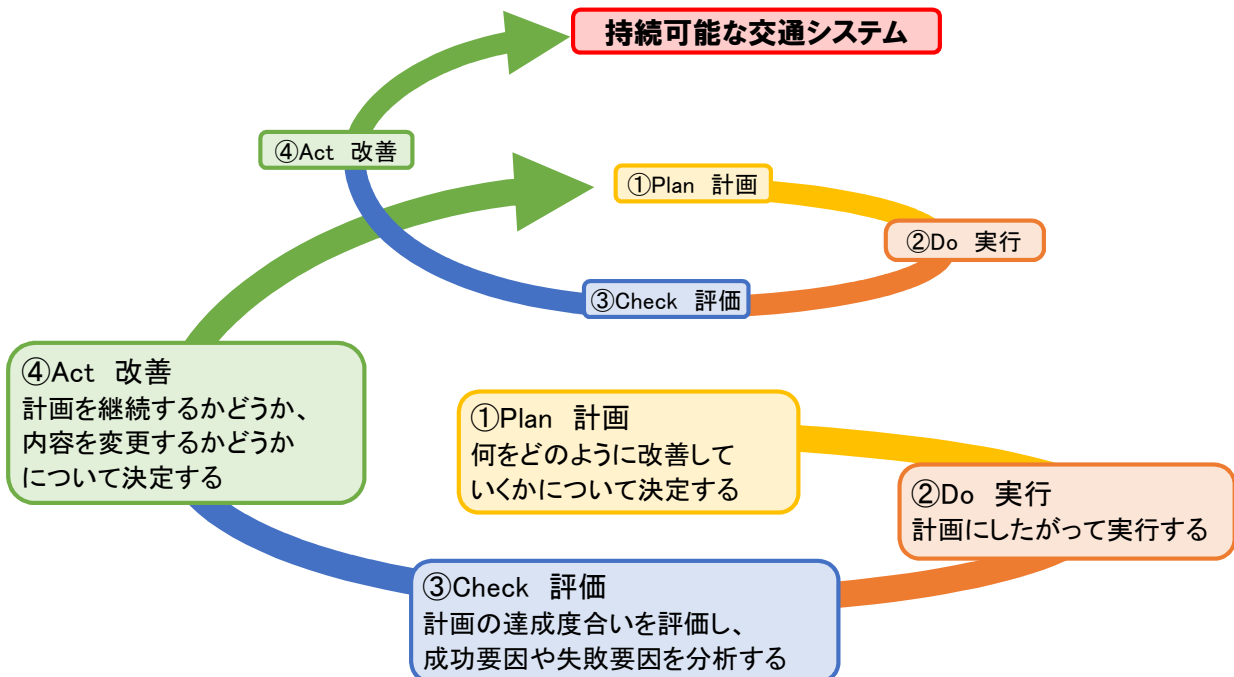 持続可能な交通システム
④Act　改善
①Plan　計画
②Do　実行
③Check　評価
④Act　改善
計画を継続するかどうか、
内容を変更するかどうか
について決定する
①Plan　計画
何をどのように改善して
いくかについて決定する
②Do　実行
計画にしたがって実行する
③Check　評価
計画の達成度合いを評価し、
成功要因や失敗要因を分析する